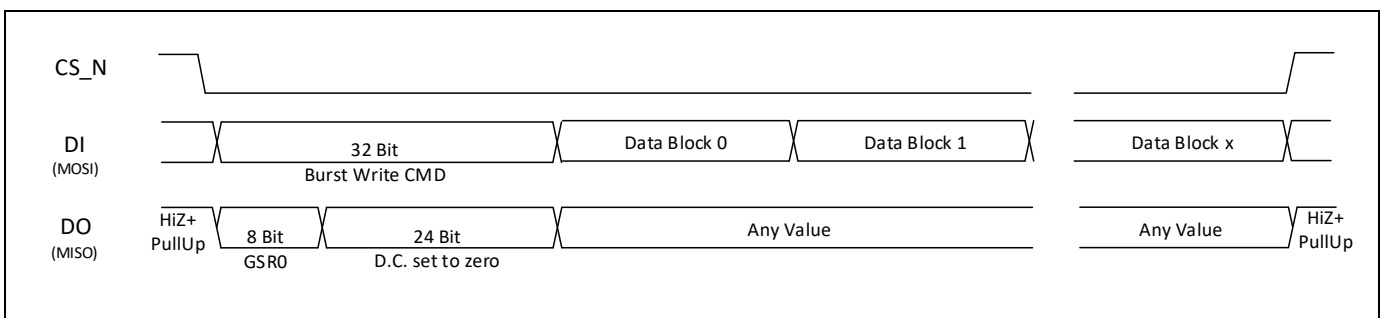 CS_N
DI
(MOSI)
32 Bit
Burst Write CMD
Data Block 0
Data Block 1
Data Block x
DO
(MISO)
HiZ+
PullUp
8 Bit
GSR0
24 Bit
D.C. set to zero
Any Value
Any Value
HiZ+
PullUp